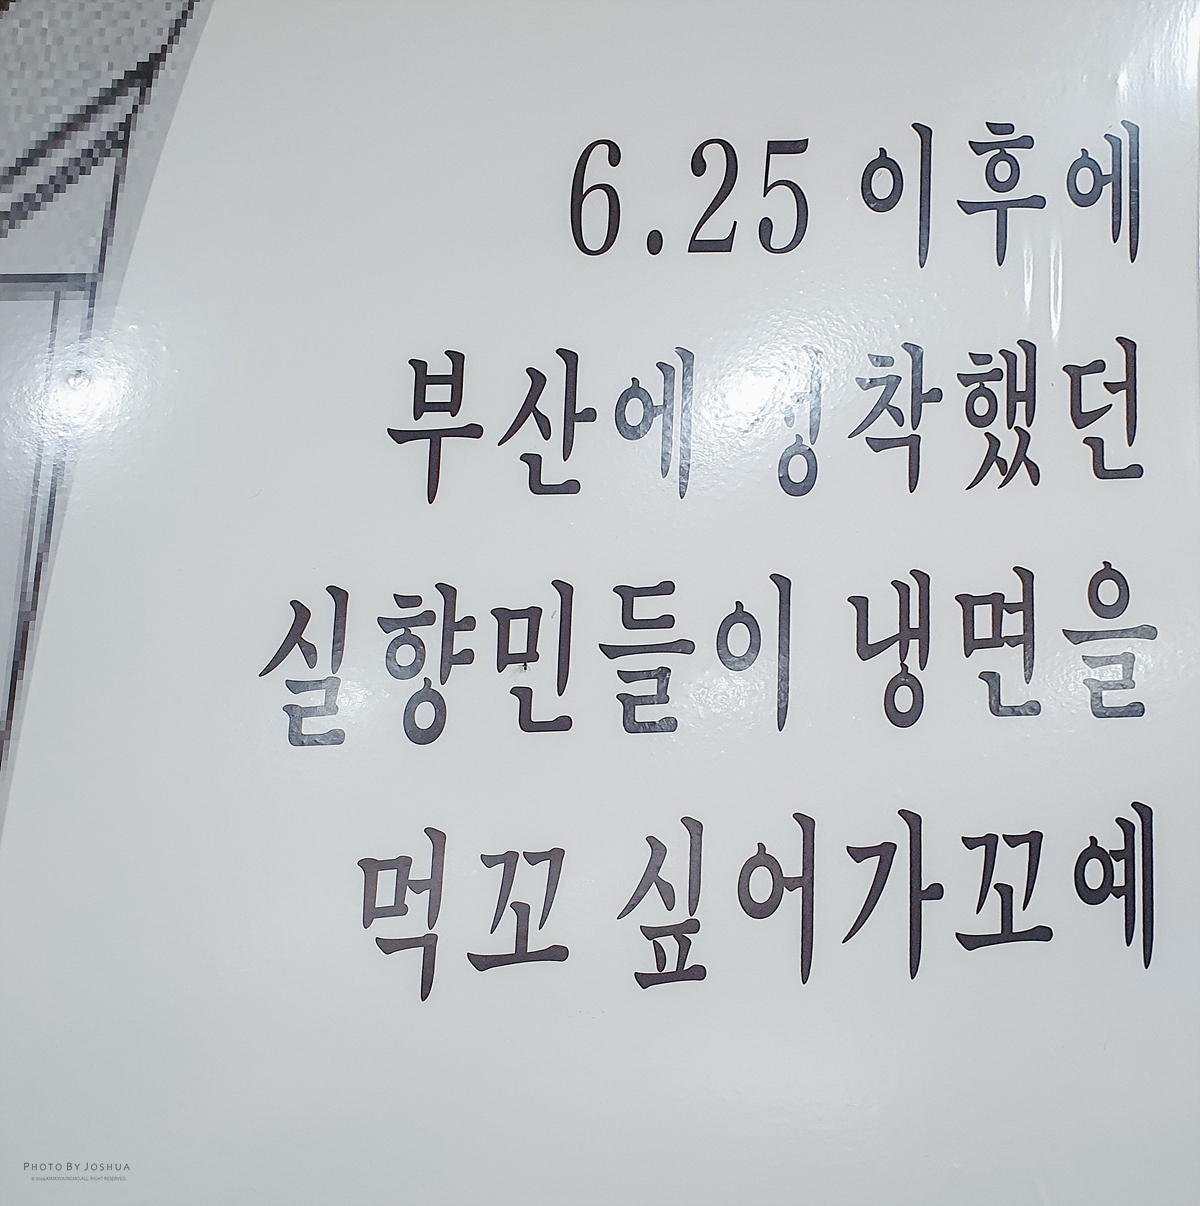 6.25 이후에
부산에 정착했던
실향민들이 냉면을
먹꼬 싶어가꼬예
PHOTO BY JOSHUA